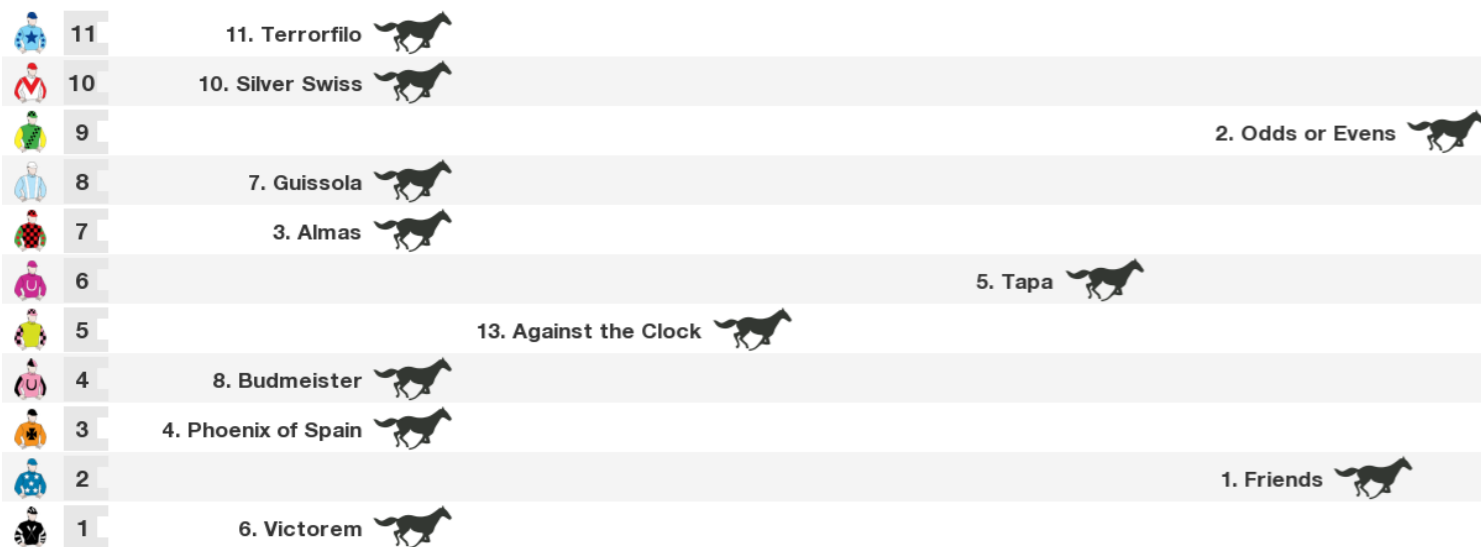 11 11. Terrorfilo
10 10. Silver Swiss
9 2. Odds or Evens
8 7. Guissola
7 3. Almas
6 5. Tapa
5 13. Against the Clock
4 8. Budmeister
3 4. Phoenix of Spain
2 1. Friends
1 6. Victorem